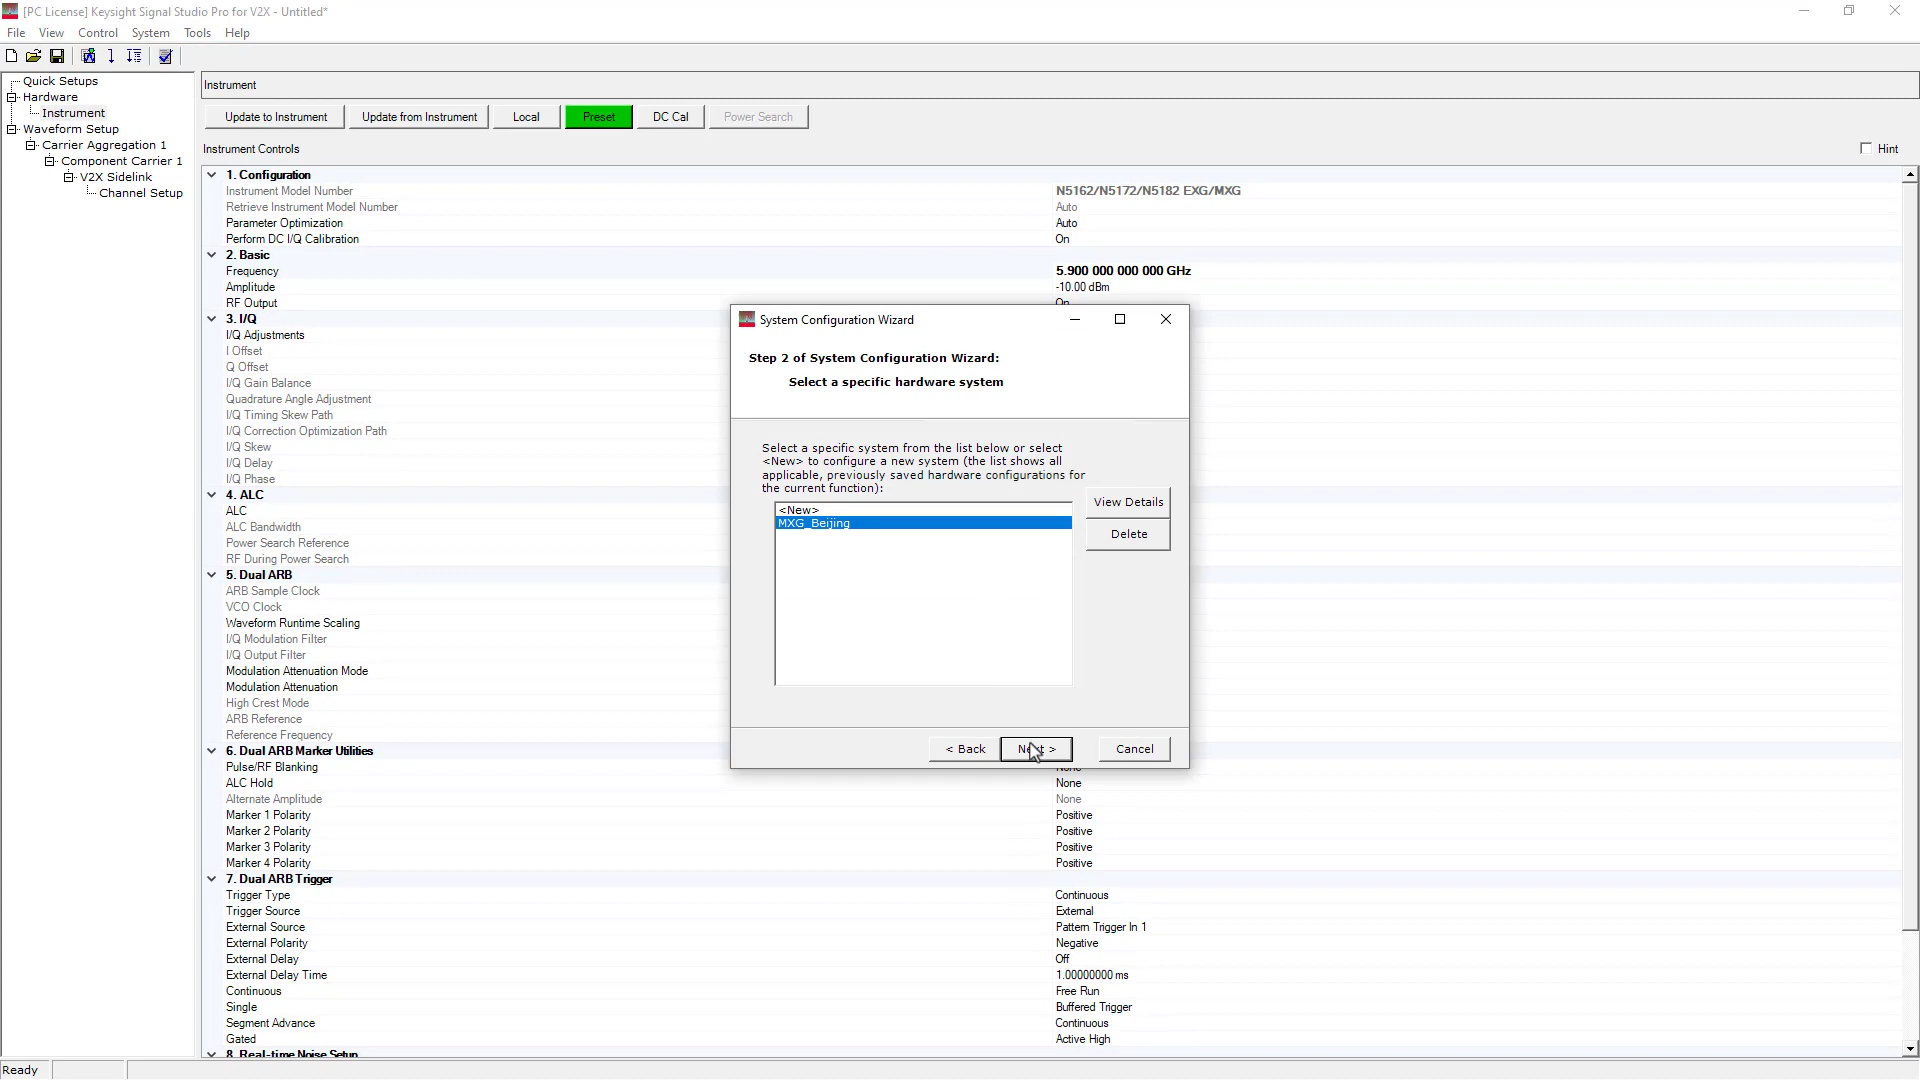 [PC License] Keysight Signal Studio Pro for V2X - Untitled*
File View Control System Tools Help
Quick Setups
Hardware
Instrument
Waveform Setup
Carrier Aggregation 1
Component Carrier 1
V2X Sidelink
Channel Setup
Instrument
Update to Instrument Update from Instrument Local Preset DC Cal Power Search
Instrument Controls Hint
1. Configuration
Instrument Model Number N5162/N5172/N5182 EXG/MXG
Retrieve Instrument Model Number Auto
Parameter Optimization Auto
Perform DC I/Q Calibration On
2. Basic
Frequency 5.900 000 000 000 GHz
Amplitude -10.00 dBm
RF Output On
3. I/Q
I/Q Adjustments
I Offset
Q Offset
I/Q Gain Balance
Quadrature Angle Adjustment
I/Q Timing Skew Path
I/Q Correction Optimization Path
I/Q Skew
I/Q Delay
I/Q Phase
4. ALC
ALC
ALC Bandwidth
Power Search Reference
RF During Power Search
5. Dual ARB
ARB Sample Clock
VCO Clock
Waveform Runtime Scaling
I/Q Modulation Filter
I/Q Output Filter
Modulation Attenuation Mode
Modulation Attenuation
High Crest Mode
ARB Reference
Reference Frequency
6. Dual ARB Marker Utilities
Pulse/RF Blanking None
ALC Hold None
Alternate Amplitude None
Marker 1 Polarity Positive
Marker 2 Polarity Positive
Marker 3 Polarity Positive
Marker 4 Polarity Positive
7. Dual ARB Trigger
Trigger Type Continuous
Trigger Source External
External Source Pattern Trigger In 1
External Polarity Negative
External Delay Off
External Delay Time 1.00000000 ms
Continuous Free Run
Single Buffered Trigger
Segment Advance Continuous
Gated Active High
8. Real-time Noise Setup
System Configuration Wizard
Step 2 of System Configuration Wizard:
Select a specific hardware system
Select a specific system from the list below or select
<New> to configure a new system (the list shows all
applicable, previously saved hardware configurations for
the current function):
<New>
MXG_Beijing
View Details
Delete
< Back Next > Cancel
Ready